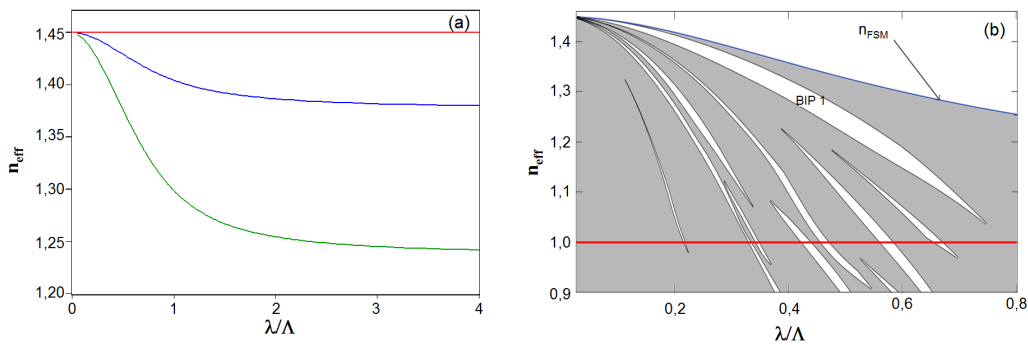 (a)
1,45
1,40
1,35
1,30
1,25
1,20
n_eff
0
1
2
3
4
λ/Λ
(b)
n_FSM
BIP 1
1,4
1,3
1,2
1,1
1,0
0,9
n_eff
0,2
0,4
0,6
0,8
λ/Λ